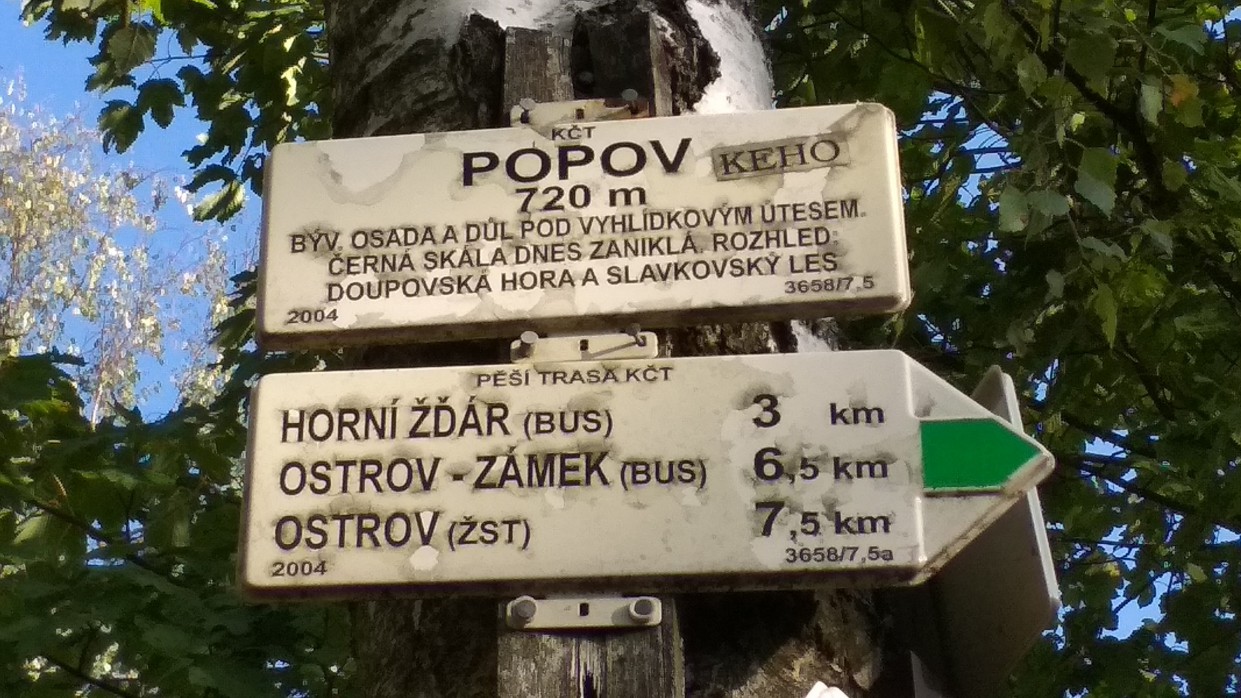 KČT
POPOV KEHO
720 m
BÝV. OSADA A DŮL POD VYHLÍDKOVÝM ÚTESEM.
ČERNÁ SKÁLA DNES ZANIKLÁ. ROZHLED:
DOUPOVSKÁ HORA A SLAVKOVSKÝ LES
2004 3658/7,5
PĚŠÍ TRASA KČT
HORNÍ ŽĎÁR (BUS) 3 km
OSTROV - ZÁMEK (BUS) 6,5 km
OSTROV (ŽST) 7,5 km
2004 3658/7,5a